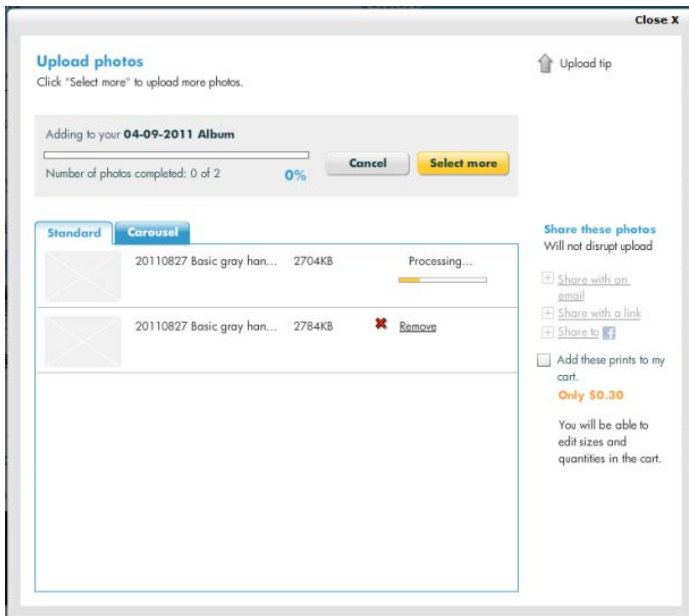 Close X
Upload photos
Click "Select more" to upload more photos.
Upload tip
Adding to your 04-09-2011 Album
Number of photos completed: 0 of 2
0%
Cancel
Select more
Standard
Carousel
20110827 Basic gray han... 2704KB Processing...
20110827 Basic gray han... 2784KB Remove
Share these photos
Will not disrupt upload
Share with an
email
Share with a link
Share to f
Add these prints to my
cart.
Only $0.30
You will be able to
edit sizes and
quantities in the cart.